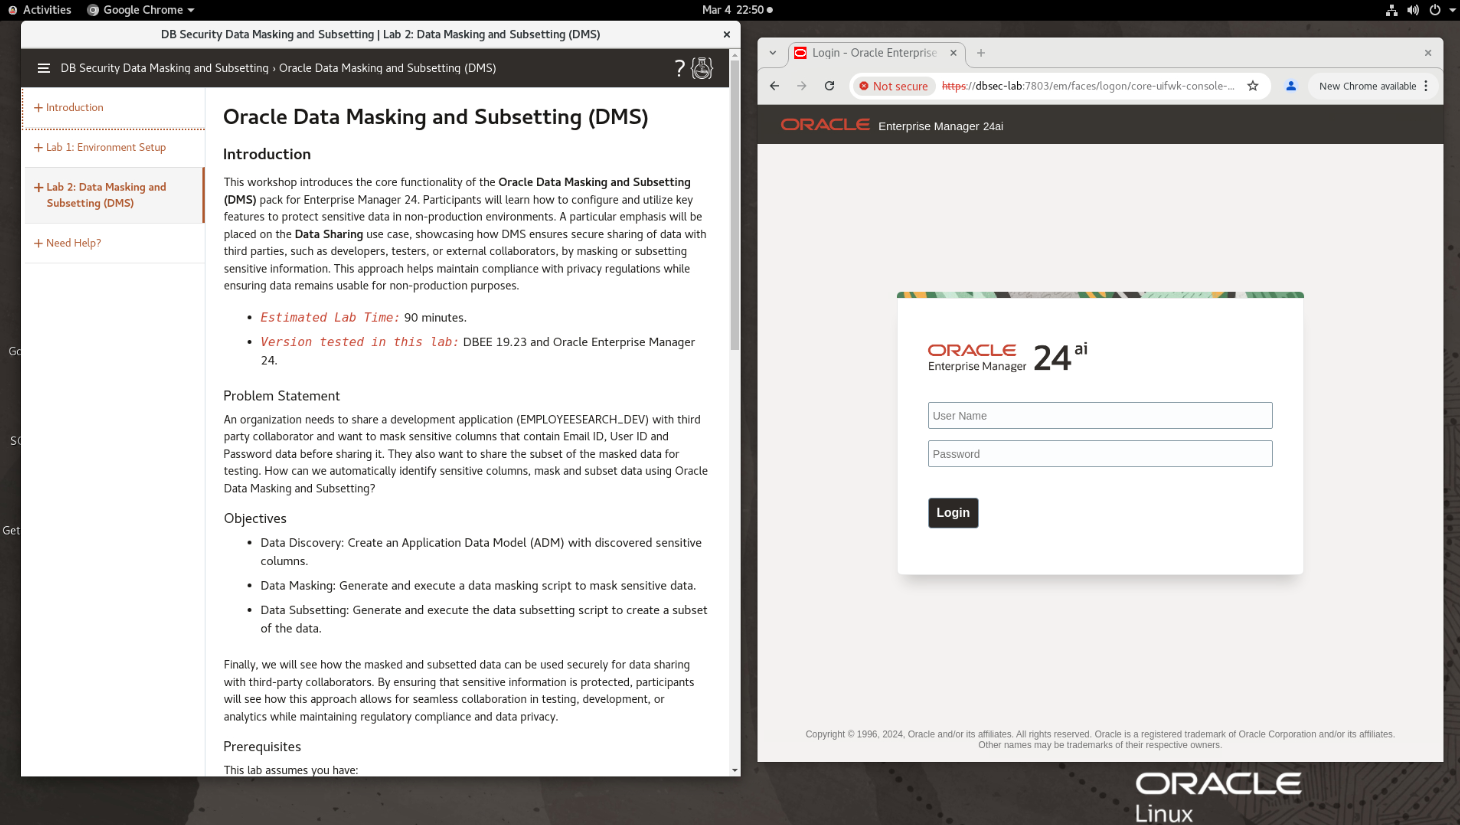 Activities
Google Chrome
Mar 4 22:50
DB Security Data Masking and Subsetting | Lab 2: Data Masking and Subsetting (DMS)
DB Security Data Masking and Subsetting › Oracle Data Masking and Subsetting (DMS)
?
+ Introduction
+ Lab 1: Environment Setup
+ Lab 2: Data Masking and
Subsetting (DMS)
+ Need Help?
Oracle Data Masking and Subsetting (DMS)
Introduction
This workshop introduces the core functionality of the Oracle Data Masking and Subsetting
(DMS) pack for Enterprise Manager 24. Participants will learn how to configure and utilize key
features to protect sensitive data in non-production environments. A particular emphasis will be
placed on the Data Sharing use case, showcasing how DMS ensures secure sharing of data with
third parties, such as developers, testers, or external collaborators, by masking or subsetting
sensitive information. This approach helps maintain compliance with privacy regulations while
ensuring data remains usable for non-production purposes.
• Estimated Lab Time: 90 minutes.
• Version tested in this lab: DBEE 19.23 and Oracle Enterprise Manager
24.
Problem Statement
An organization needs to share a development application (EMPLOYEESEARCH_DEV) with third
party collaborator and want to mask sensitive columns that contain Email ID, User ID and
Password data before sharing it. They also want to share the subset of the masked data for
testing. How can we automatically identify sensitive columns, mask and subset data using Oracle
Data Masking and Subsetting?
Objectives
• Data Discovery: Create an Application Data Model (ADM) with discovered sensitive
columns.
• Data Masking: Generate and execute a data masking script to mask sensitive data.
• Data Subsetting: Generate and execute the data subsetting script to create a subset
of the data.
Finally, we will see how the masked and subsetted data can be used securely for data sharing
with third-party collaborators. By ensuring that sensitive information is protected, participants
will see how this approach allows for seamless collaboration in testing, development, or
analytics while maintaining regulatory compliance and data privacy.
Prerequisites
This lab assumes you have:
Go
SC
Get
Login - Oracle Enterprise
Not secure
https://dbsec-lab:7803/em/faces/logon/core-uifwk-console-...
New Chrome available
ORACLE Enterprise Manager 24ai
ORACLE
Enterprise Manager 24 ai
User Name
Password
Login
Copyright © 1996, 2024, Oracle and/or its affiliates. All rights reserved. Oracle is a registered trademark of Oracle Corporation and/or its affiliates.
Other names may be trademarks of their respective owners.
ORACLE
Linux